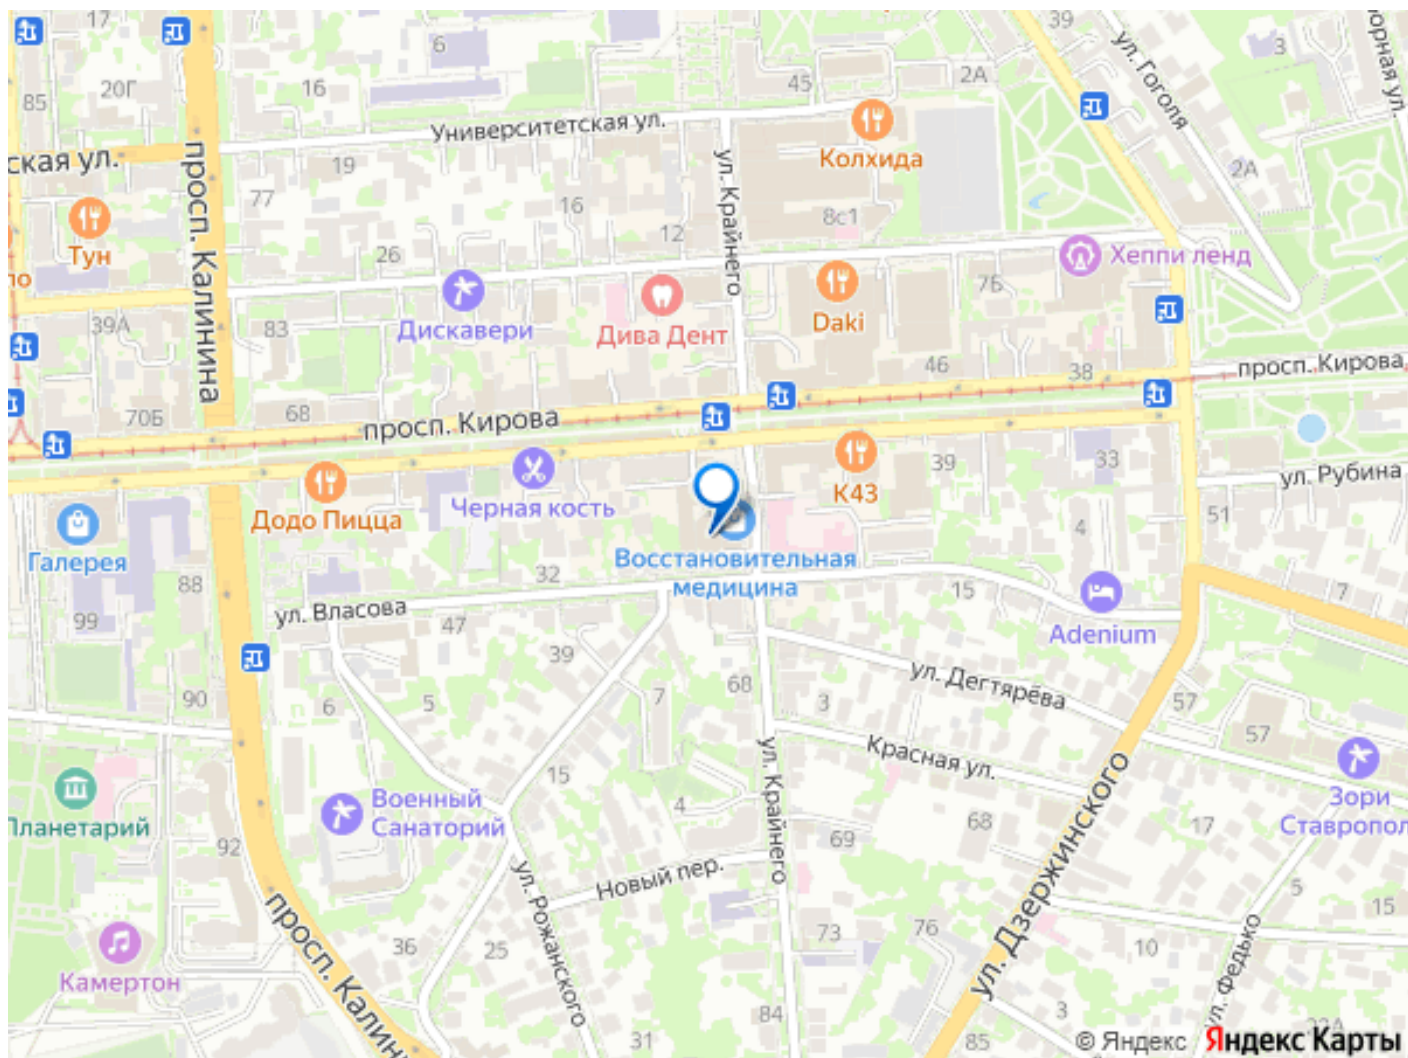 17
39
ул. Гоголя
3
6
45
2А
20Г
16
85
Университетская ул.
Колхида
ская ул.
19
ул. Крайнего
2А
77
16
8с1
Тун
просп. Калинина
12
26
Хеппи ленд
ло
7Б
Дискавери
Дива Дент
Daki
39А
83
46
38
просп. Кирова
70Б
68
просп. Кирова
39
33
ул. Рубина
К43
Черная кость
Додо Пицца
51
4
Галерея
Восстановительная
медицина
88
32
15
7
99
ул. Власова
47
Adenium
39
ул. Дегтярёва
90
6
5
7
68
3
57
57
Красная ул.
15
ул. Крайнего
Военный
Санаторий
4
Зори
Ставропол
Планетарий
92
69
68
17
ул. Дзержинского
Новый пер.
ул. Рожанского
5
15
просп. Калинин
36
25
73
76
10
ул. Федько
Камертон
84
3
31
85
© Яндекс
Яндекс Карты